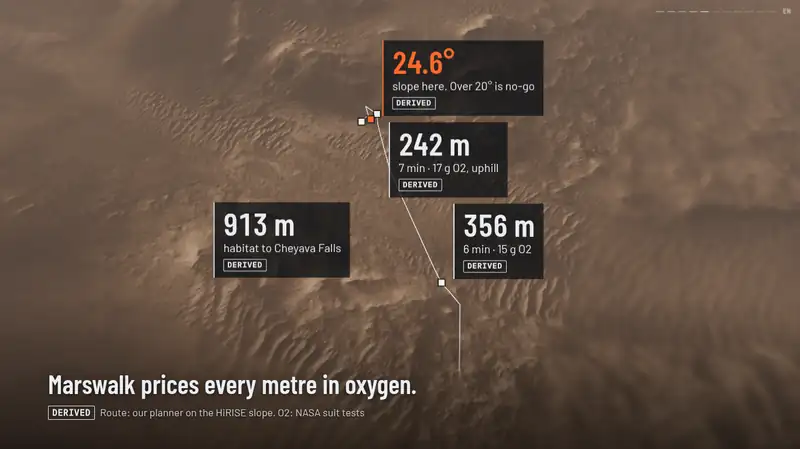 EN
24.6°
slope here. Over 20° is no-go
DERIVED
242 m
7 min · 17 g O2, uphill
DERIVED
913 m
habitat to Cheyava Falls
DERIVED
356 m
6 min · 15 g O2
DERIVED
Marswalk prices every metre in oxygen.
DERIVED Route: our planner on the HiRISE slope. O2: NASA suit tests